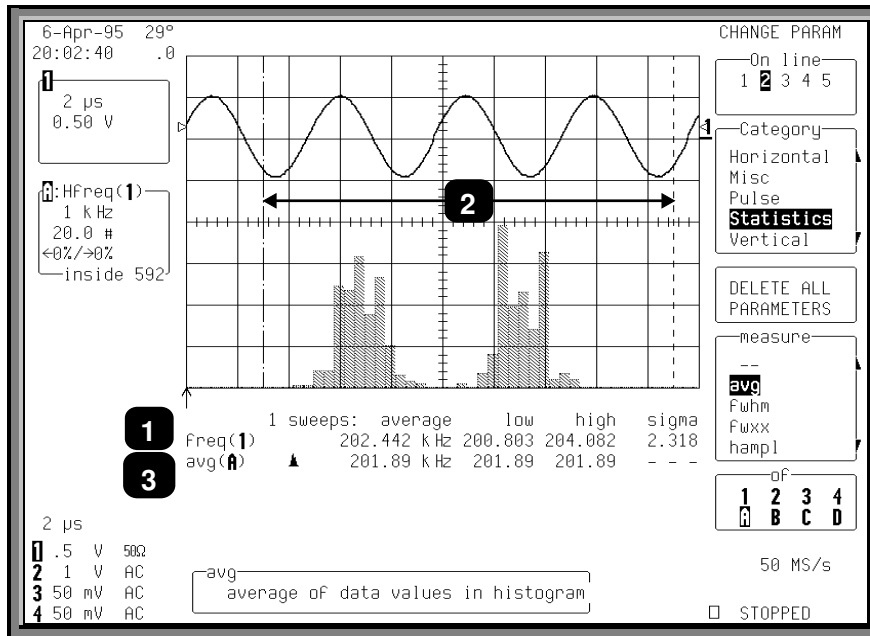 6-Apr-95 29°
20:02:40 .0
1
2 µs
0.50 V
A:Hfreq(1)
1 kHz
20.0 #
←0%/→0%
inside 592
2
1
CHANGE PARAM
On line
1 2 3 4 5
Category
Horizontal
Misc
Pulse
Statistics
Vertical
DELETE ALL
PARAMETERS
measure
--
avg
fwhm
fwxx
hampl
of
1 2 3 4
A B C D
1
3
1 sweeps: average low high sigma
freq(1) 202.442 kHz 200.803 204.082 2.318
avg(A) 201.89 kHz 201.89 201.89 - - -
2 µs
1 .5 V 50Ω
2 1 V AC
3 50 mV AC
4 50 mV AC
avg
average of data values in histogram
50 MS/s
□ STOPPED